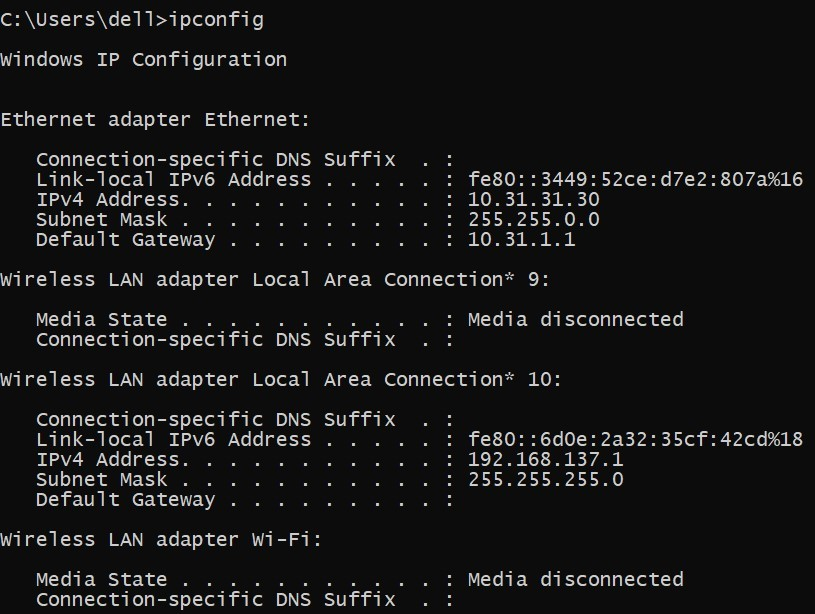 C:\Users\dell>ipconfig
Windows IP Configuration
Ethernet adapter Ethernet:
   Connection-specific DNS Suffix  . :
   Link-local IPv6 Address . . . . . : fe80::3449:52ce:d7e2:807a%16
   IPv4 Address. . . . . . . . . . . : 10.31.31.30
   Subnet Mask . . . . . . . . . . . : 255.255.0.0
   Default Gateway . . . . . . . . . : 10.31.1.1
Wireless LAN adapter Local Area Connection* 9:
   Media State . . . . . . . . . . . : Media disconnected
   Connection-specific DNS Suffix  . :
Wireless LAN adapter Local Area Connection* 10:
   Connection-specific DNS Suffix  . :
   Link-local IPv6 Address . . . . . : fe80::6d0e:2a32:35cf:42cd%18
   IPv4 Address. . . . . . . . . . . : 192.168.137.1
   Subnet Mask . . . . . . . . . . . : 255.255.255.0
   Default Gateway . . . . . . . . . :
Wireless LAN adapter Wi-Fi:
   Media State . . . . . . . . . . . : Media disconnected
   Connection-specific DNS Suffix  . :